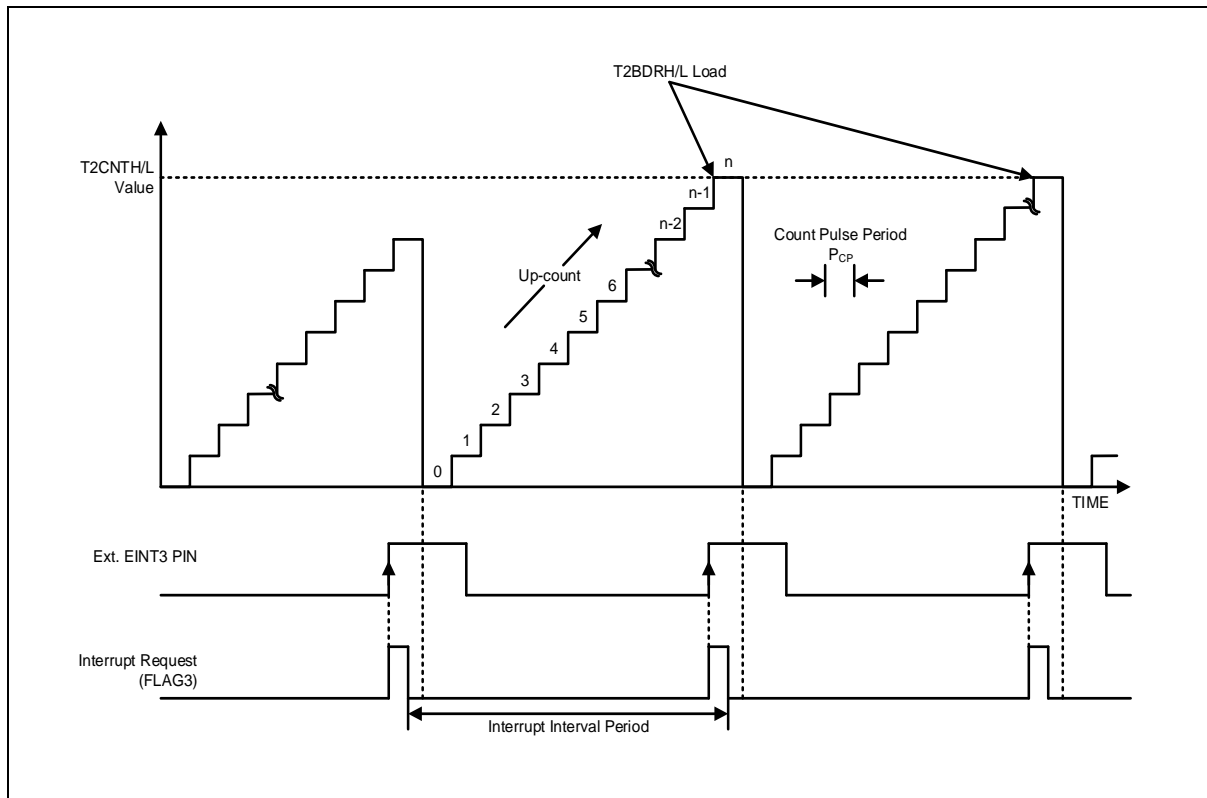 T2BDRH/L Load
T2CNTH/L
Value
n
n-1
n-2
Count Pulse Period
PCP
Up-count
6
5
4
3
2
1
0
TIME
Ext. EINT3 PIN
Interrupt Request
(FLAG3)
Interrupt Interval Period